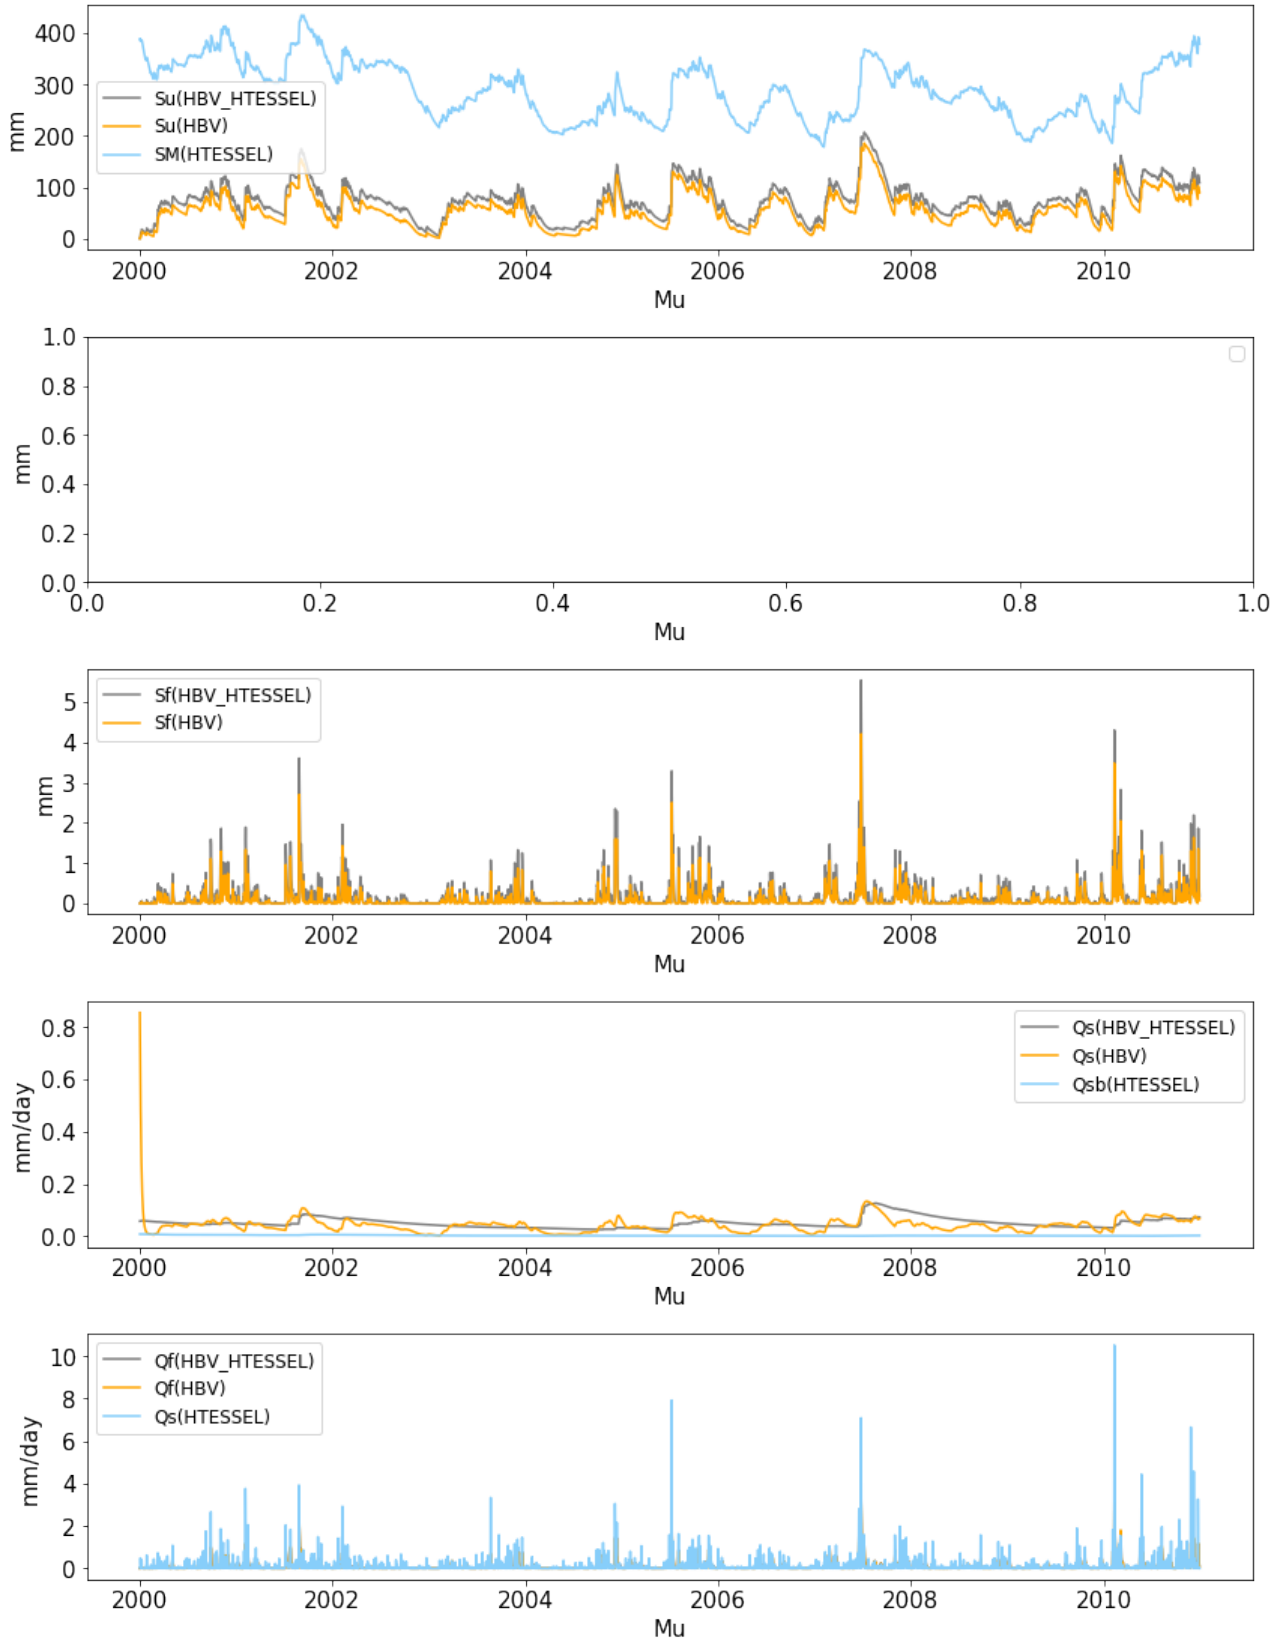 400
300
200
100
0
mm
Su(HBV_HTESSEL)
Su(HBV)
SM(HTESSEL)
2000 2002 2004 2006 2008 2010
Mu
1.0
0.8
0.6
0.4
0.2
0.0
mm
0.0 0.2 0.4 0.6 0.8 1.0
Mu
5
4
3
2
1
0
mm
Sf(HBV_HTESSEL)
Sf(HBV)
2000 2002 2004 2006 2008 2010
Mu
0.8
0.6
0.4
0.2
0.0
mm/day
Qs(HBV_HTESSEL)
Qs(HBV)
Qsb(HTESSEL)
2000 2002 2004 2006 2008 2010
Mu
10
8
6
4
2
0
mm/day
Qf(HBV_HTESSEL)
Qf(HBV)
Qs(HTESSEL)
2000 2002 2004 2006 2008 2010
Mu